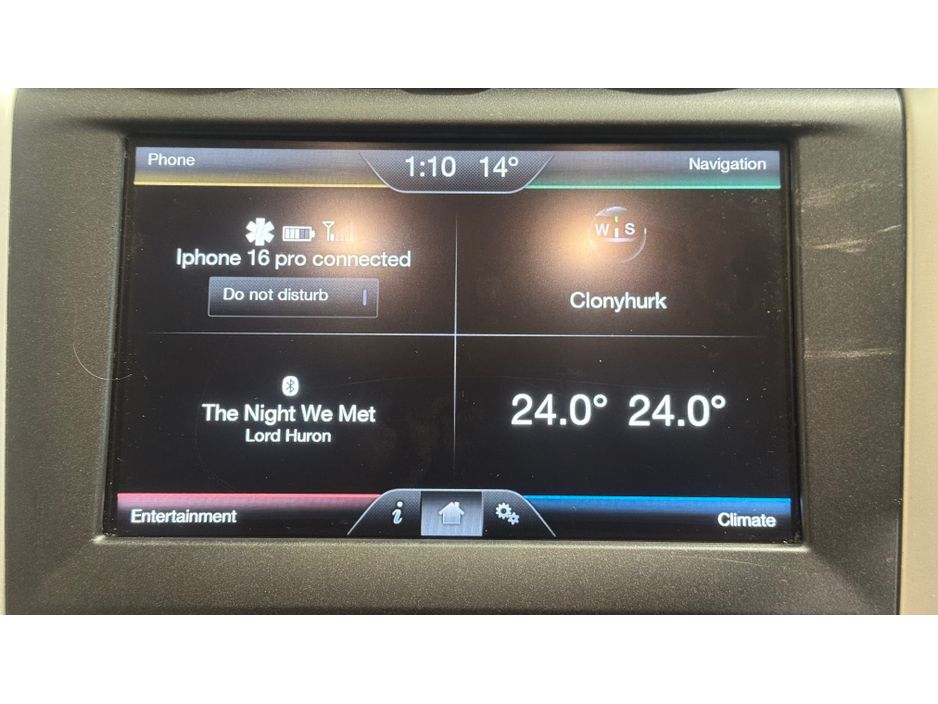 Phone
1:10 14°
Navigation
W S
Iphone 16 pro connected
Do not disturb
Clonyhurk
The Night We Met
Lord Huron
24.0° 24.0°
Entertainment
i
Climate